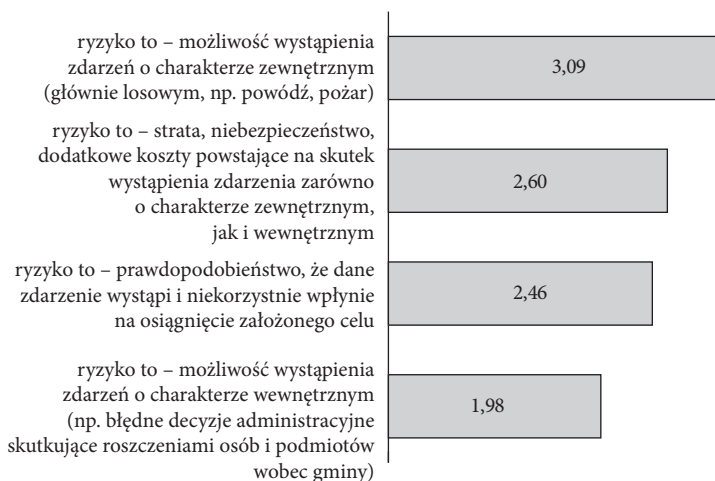 ryzyko to – możliwość wystąpienia
zdarzeń o charakterze zewnętrznym
(głównie losowym, np. powódź, pożar)
3,09
ryzyko to – strata, niebezpieczeństwo,
dodatkowe koszty powstające na skutek
wystąpienia zdarzenia zarówno
o charakterze zewnętrznym,
jak i wewnętrznym
2,60
ryzyko to – prawdopodobieństwo, że dane
zdarzenie wystąpi i niekorzystnie wpłynie
na osiągnięcie założonego celu
2,46
ryzyko to – możliwość wystąpienia
zdarzeń o charakterze wewnętrznym
(np. błędne decyzje administracyjne
skutkujące roszczeniami osób i podmiotów
wobec gminy)
1,98